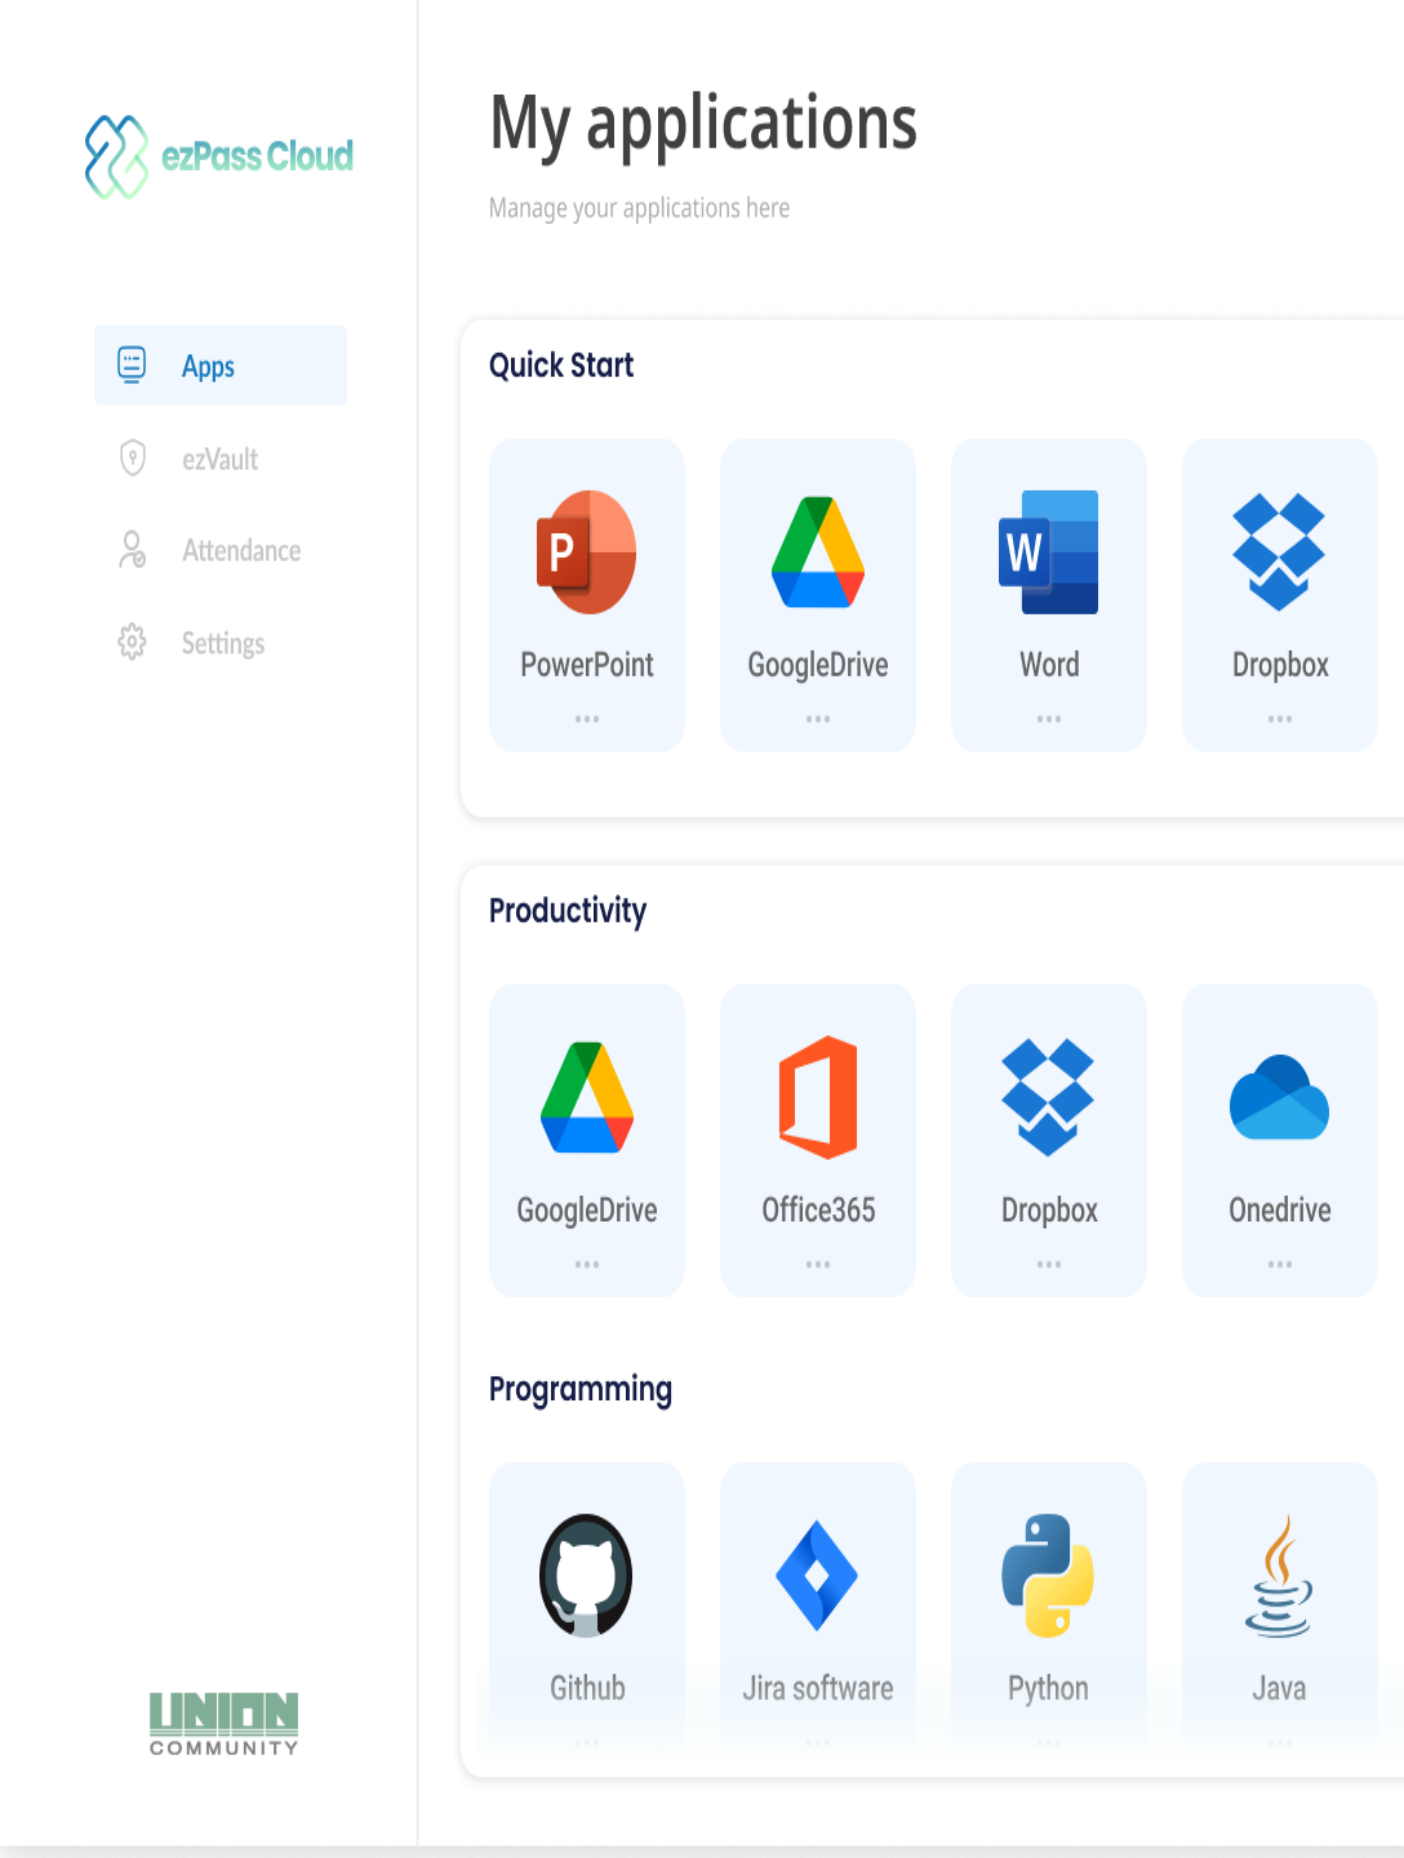 ezPass Cloud
Apps
ezVault
Attendance
Settings
UNION
COMMUNITY
My applications
Manage your applications here
Quick Start
P
W
PowerPoint
GoogleDrive
Word
Dropbox
...
...
...
...
Productivity
GoogleDrive
Office365
Dropbox
Onedrive
...
...
...
...
Programming
Github
Jira software
Python
Java
...
...
...
...